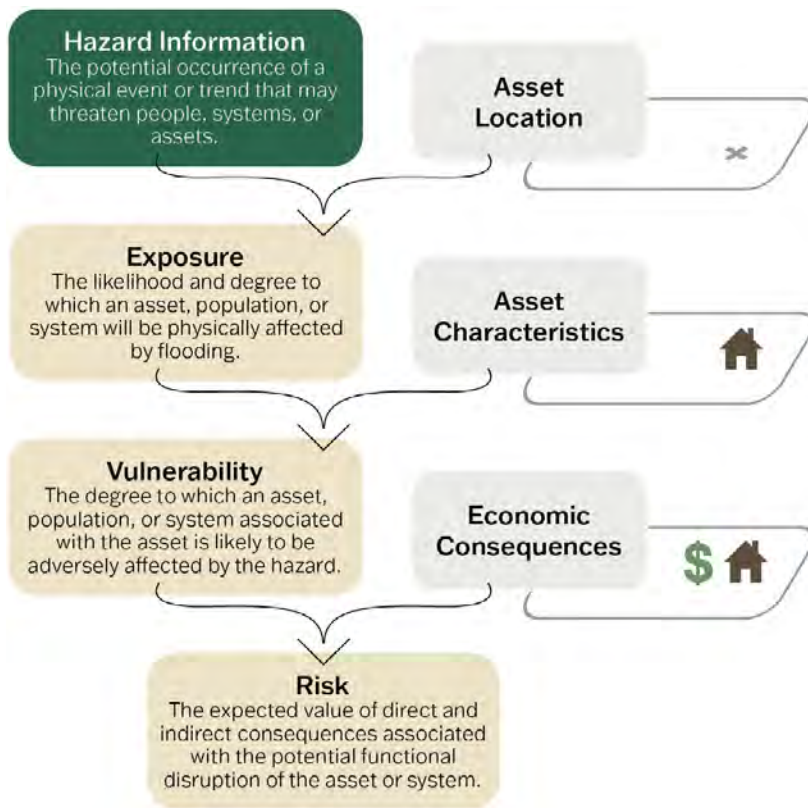 Hazard Information
The potential occurrence of a
physical event or trend that may
threaten people, systems, or
assets.
Asset
Location
Exposure
The likelihood and degree to
which an asset, population, or
system will be physically affected
by flooding.
Asset
Characteristics
Vulnerability
The degree to which an asset,
population, or system associated
with the asset is likely to be
adversely affected by the hazard.
Economic
Consequences
$
Risk
The expected value of direct and
indirect consequences associated
with the potential functional
disruption of the asset or system.